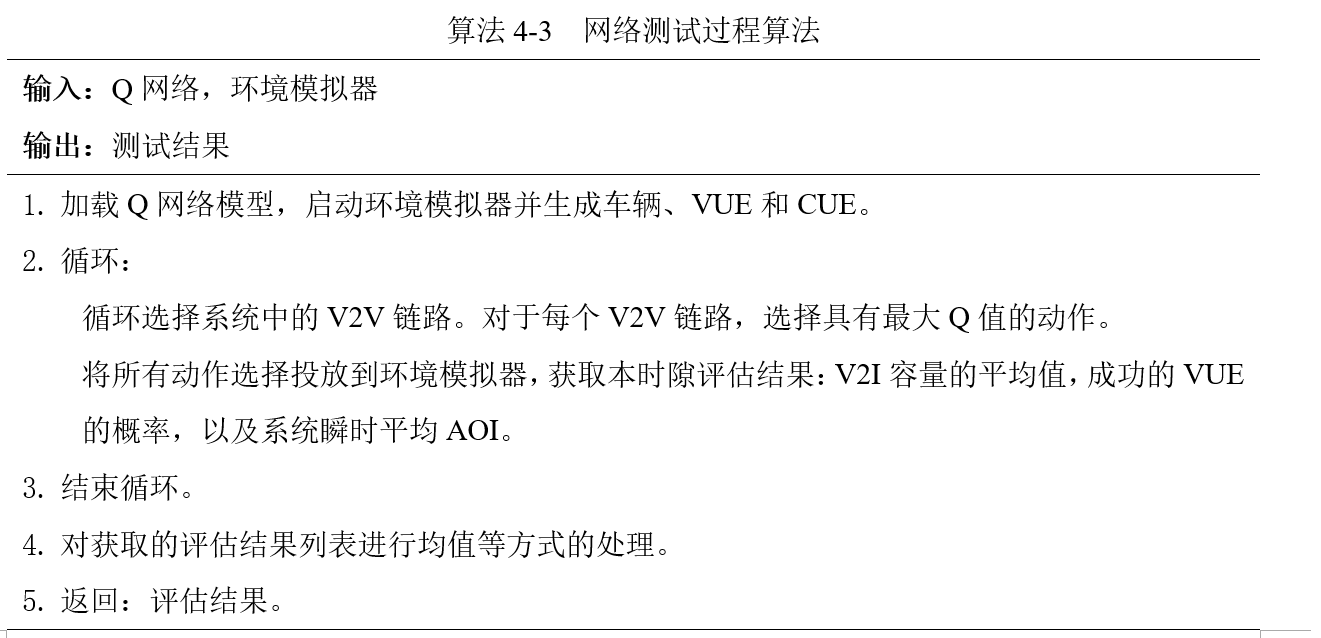 算法 4-3 网络测试过程算法
输入：Q 网络，环境模拟器
输出：测试结果
1. 加载 Q 网络模型，启动环境模拟器并生成车辆、VUE 和 CUE。
2. 循环：
循环选择系统中的 V2V 链路。对于每个 V2V 链路，选择具有最大 Q 值的动作。
将所有动作选择投放到环境模拟器，获取本时隙评估结果：V2I 容量的平均值，成功的 VUE
的概率，以及系统瞬时平均 AOI。
3. 结束循环。
4. 对获取的评估结果列表进行均值等方式的处理。
5. 返回：评估结果。